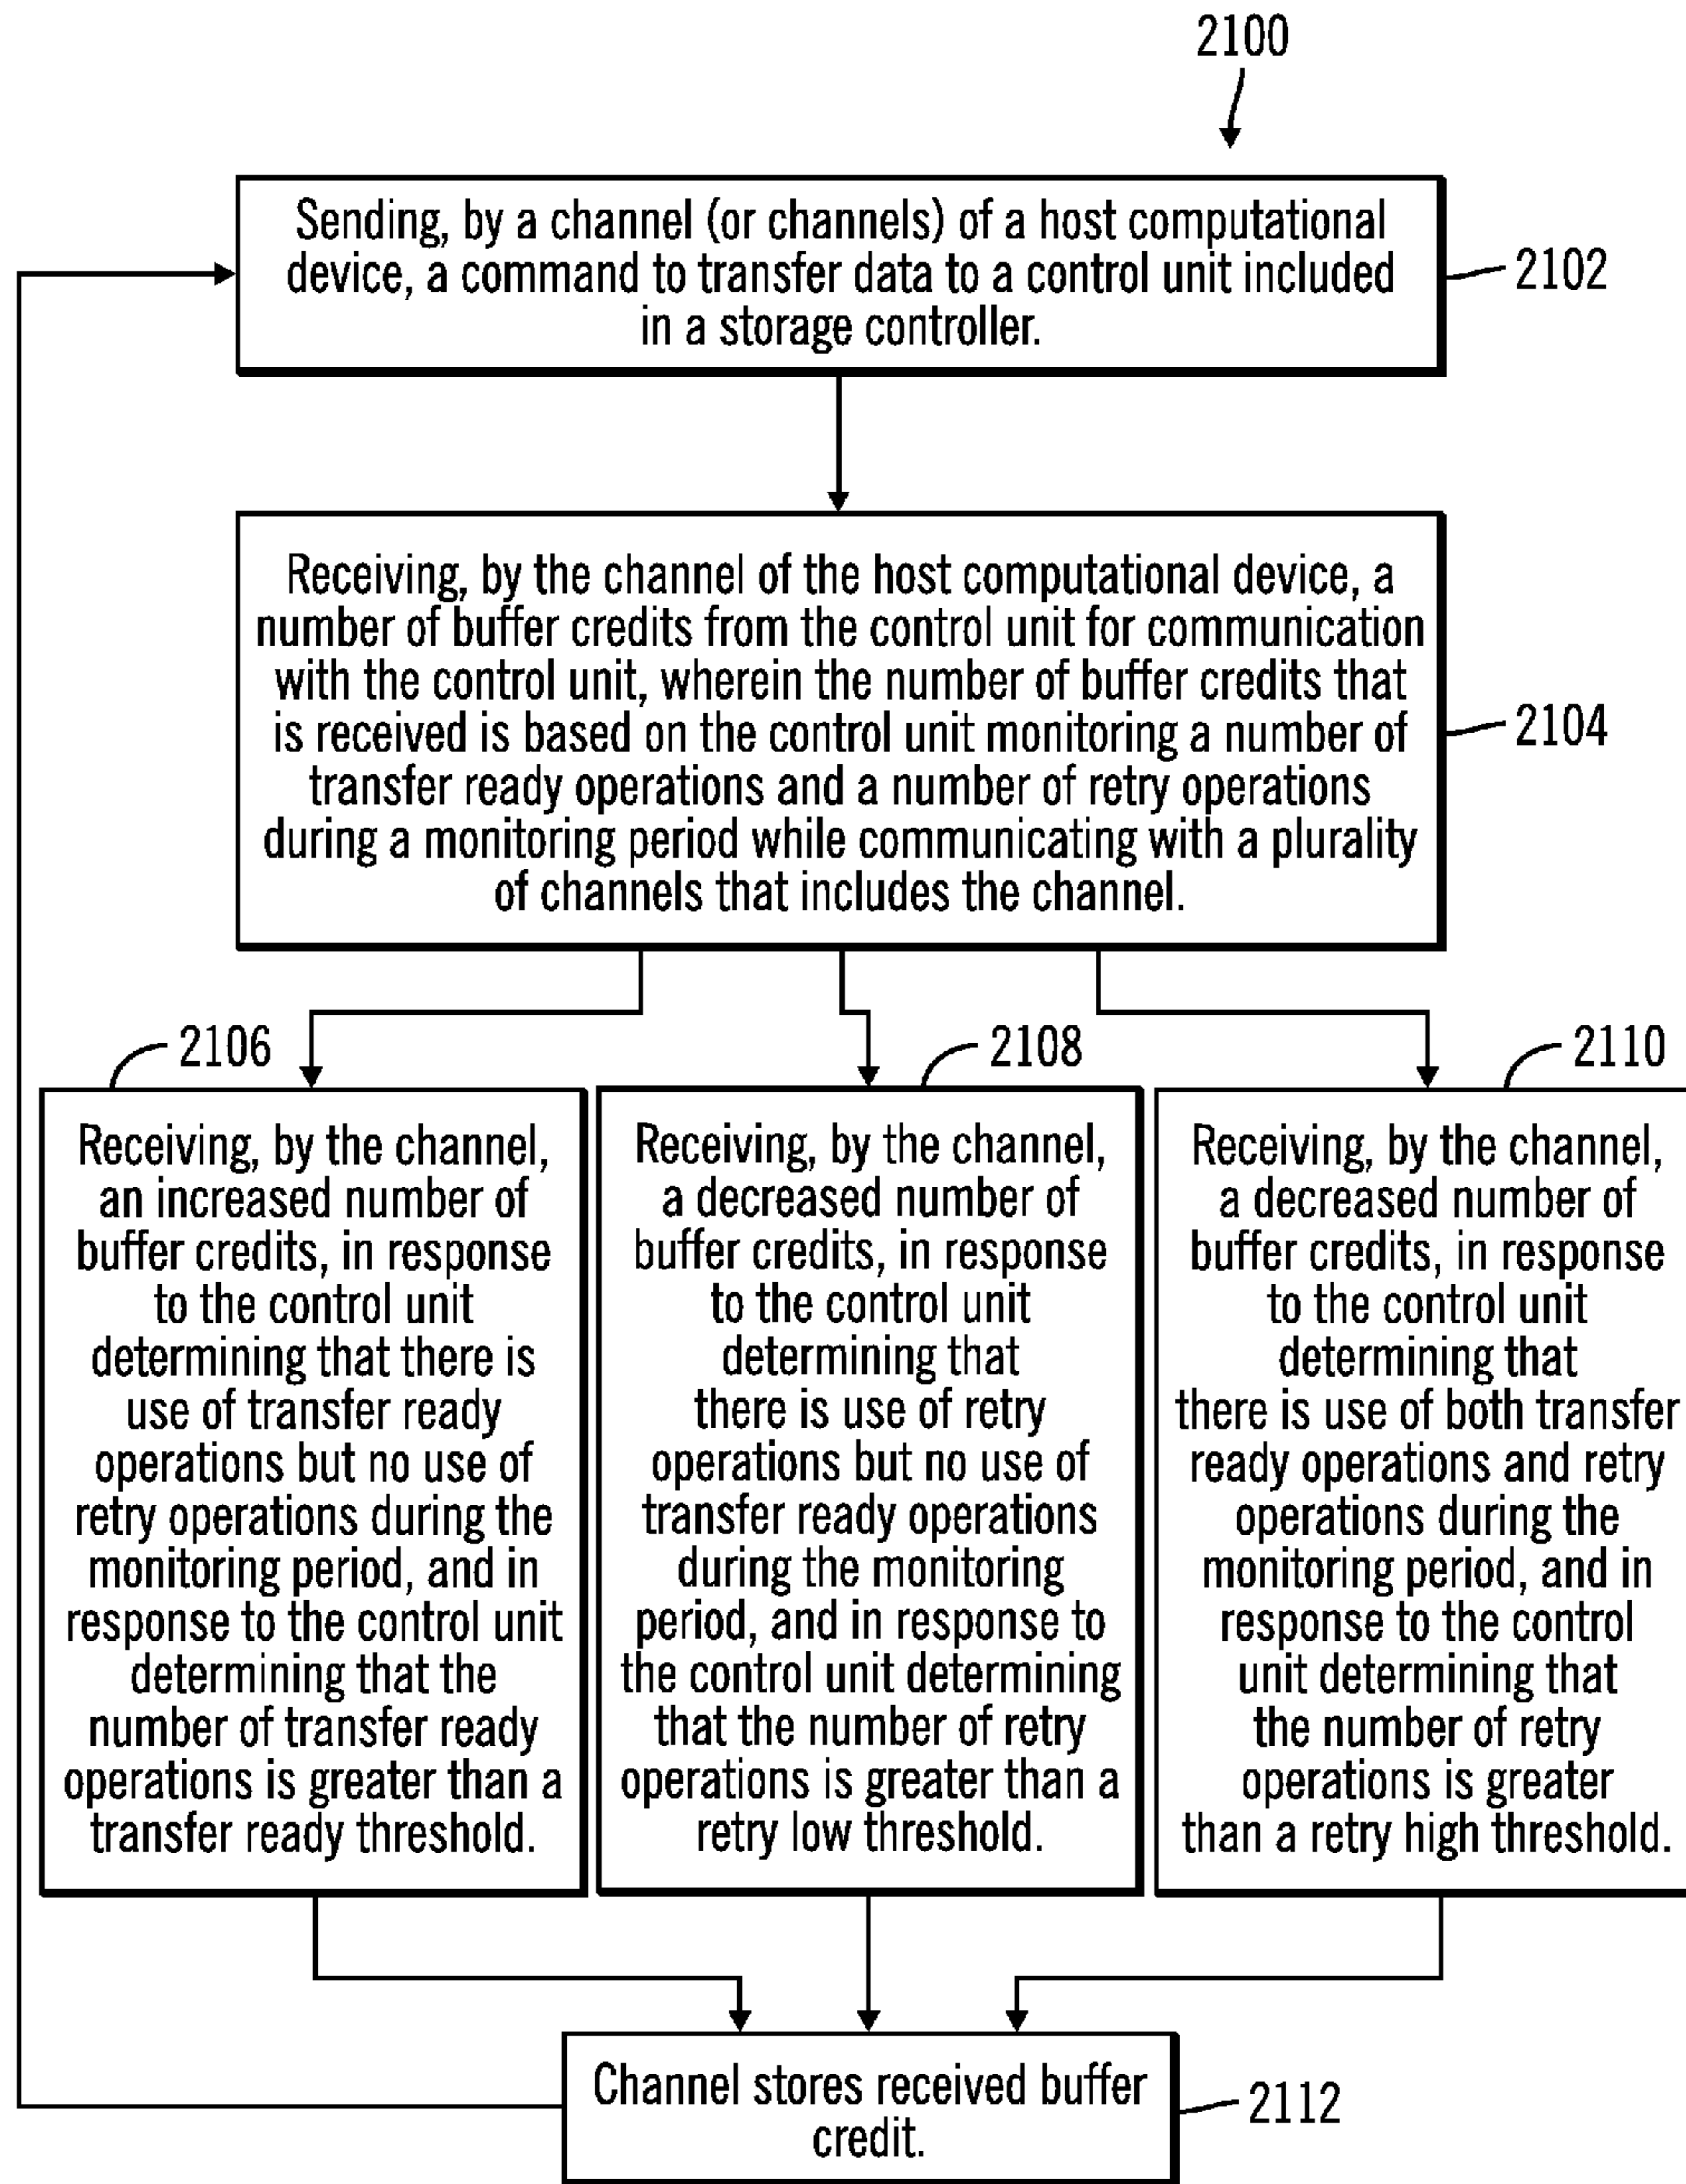 2100
Sending, by a channel (or channels) of a host computational
device, a command to transfer data to a control unit included
in a storage controller.
2102
Receiving, by the channel of the host computational device, a
number of buffer credits from the control unit for communication
with the control unit, wherein the number of buffer credits that
is received is based on the control unit monitoring a number of
transfer ready operations and a number of retry operations
during a monitoring period while communicating with a plurality
of channels that includes the channel.
2104
2106
Receiving, by the channel,
an increased number of
buffer credits, in response
to the control unit
determining that there is
use of transfer ready
operations but no use of
retry operations during the
monitoring period, and in
response to the control unit
determining that the
number of transfer ready
operations is greater than a
transfer ready threshold.
2108
Receiving, by the channel,
a decreased number of
buffer credits, in response
to the control unit
determining that
there is use of retry
operations but no use of
transfer ready operations
during the monitoring
period, and in response to
the control unit determining
that the number of retry
operations is greater than a
retry low threshold.
2110
Receiving, by the channel,
a decreased number of
buffer credits, in response
to the control unit
determining that
there is use of both transfer
ready operations and retry
operations during the
monitoring period, and in
response to the control
unit determining that
the number of retry
operations is greater
than a retry high threshold.
Channel stores received buffer
credit.
2112